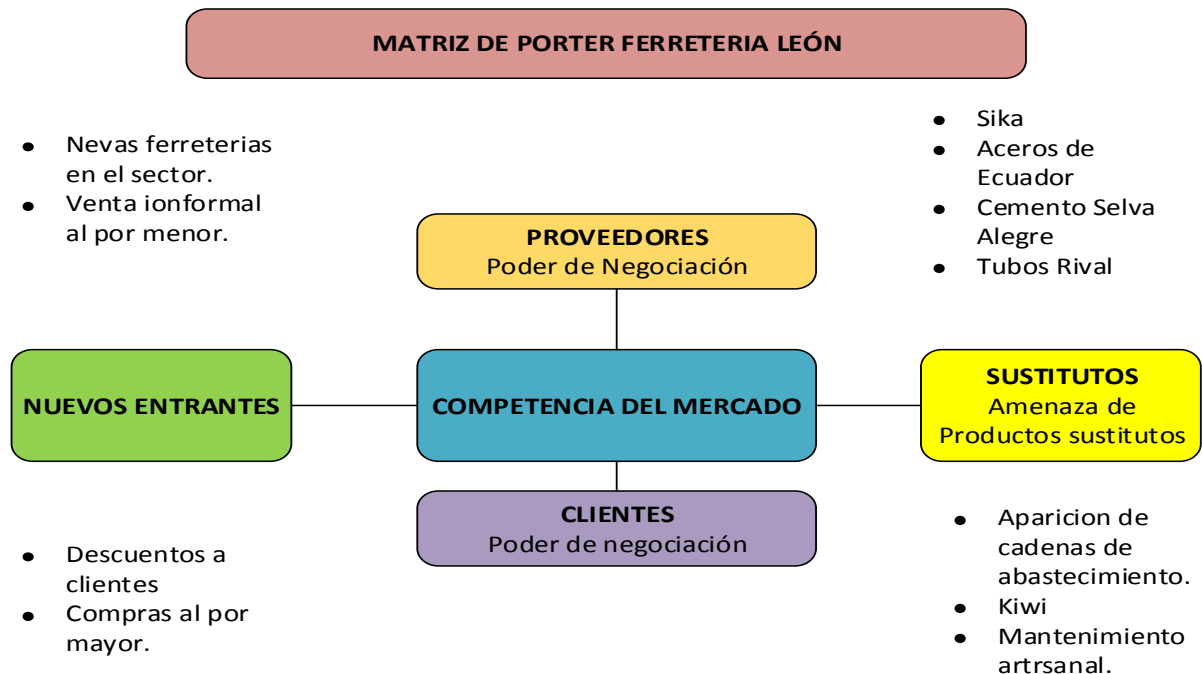 MATRIZ DE PORTER FERRETERIA LEÓN
• Nevas ferreterias
en el sector.
• Venta ionformal
al por menor.
• Sika
• Aceros de
Ecuador
• Cemento Selva
Alegre
• Tubos Rival
PROVEEDORES
Poder de Negociación
NUEVOS ENTRANTES
COMPETENCIA DEL MERCADO
SUSTITUTOS
Amenaza de
Productos sustitutos
CLIENTES
Poder de negociación
• Descuentos a
clientes
• Compras al por
mayor.
• Aparicion de
cadenas de
abastecimiento.
• Kiwi
• Mantenimiento
artrsanal.